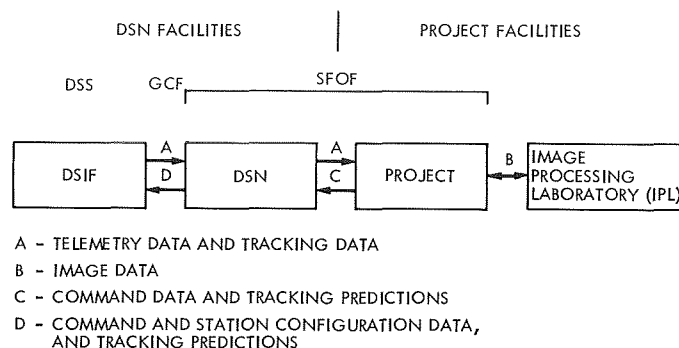 DSN FACILITIES
PROJECT FACILITIES
DSS
GCF
SFOF
DSIF
A
D
DSN
A
C
PROJECT
B
IMAGE
PROCESSING
LABORATORY (IPL)
A - TELEMETRY DATA AND TRACKING DATA
B - IMAGE DATA
C - COMMAND DATA AND TRACKING PREDICTIONS
D - COMMAND AND STATION CONFIGURATION DATA,
AND TRACKING PREDICTIONS